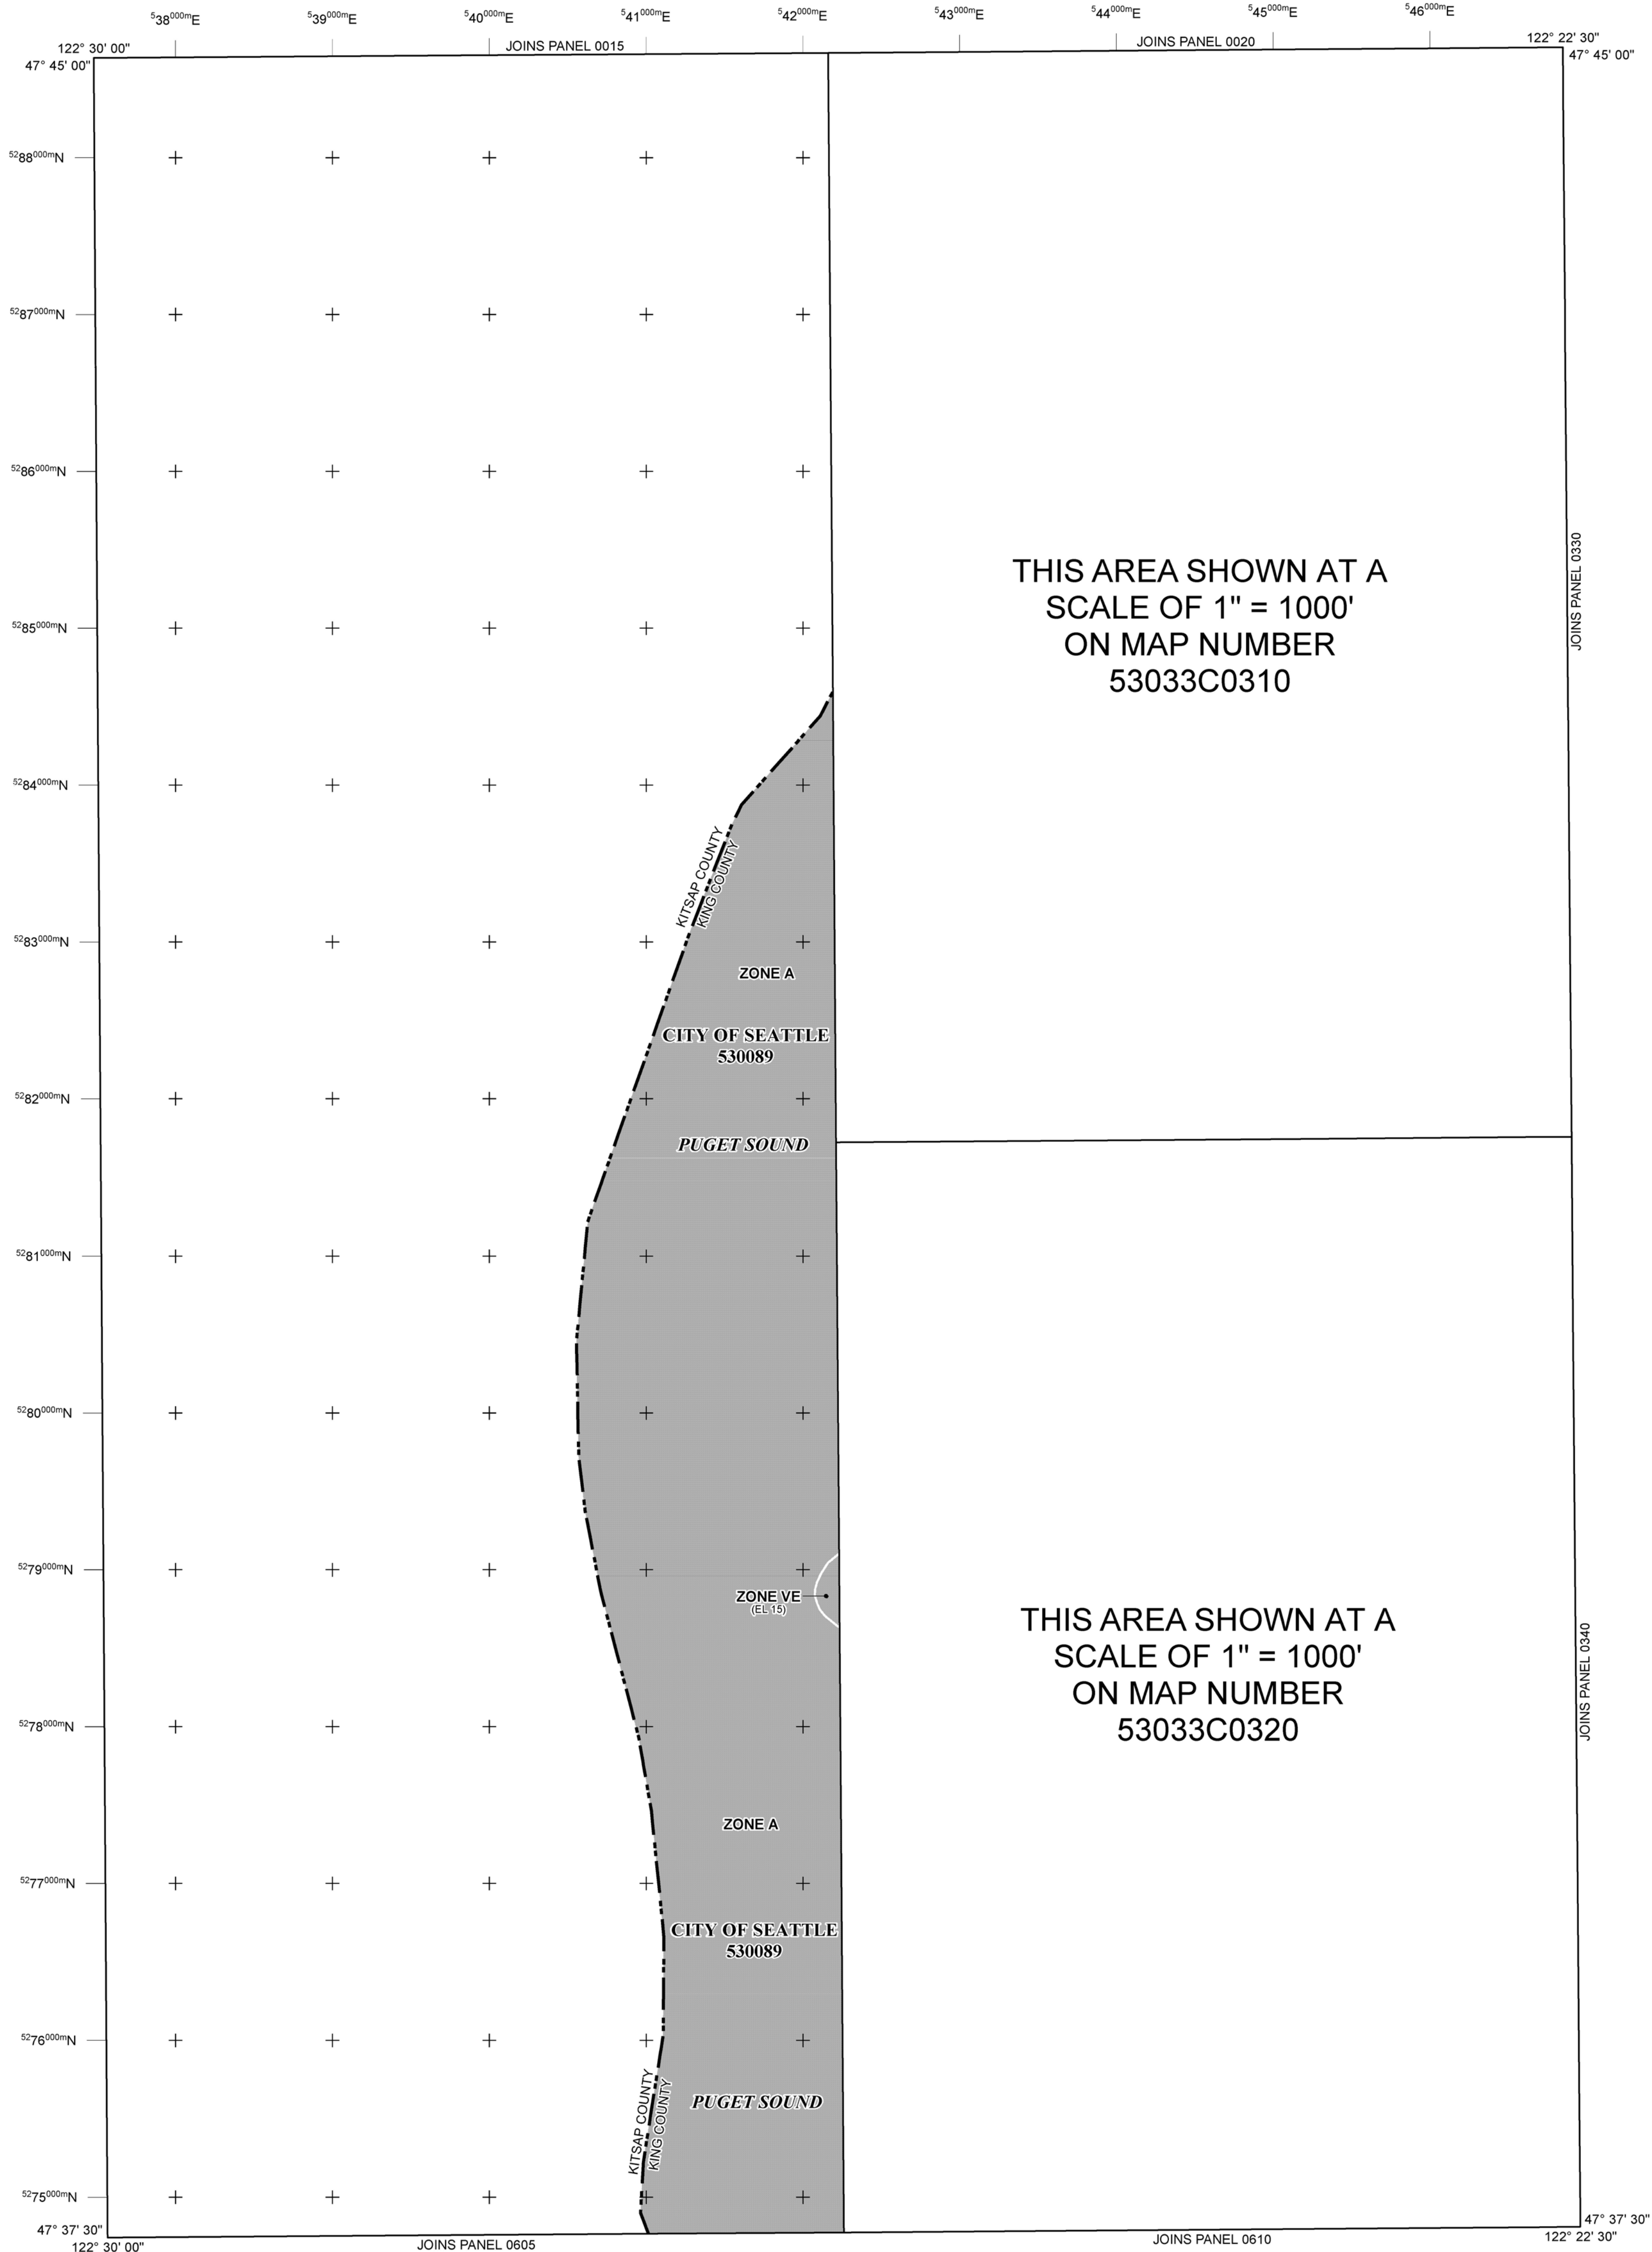 538000mE 539000mE 540000mE 541000mE 542000mE 543000mE 544000mE 545000mE 546000mE
122° 30' 00"
JOINS PANEL 0015
JOINS PANEL 0020
122° 22' 30"
47° 45' 00"
47° 45' 00"
5288000mN
5287000mN
5286000mN
5285000mN
THIS AREA SHOWN AT A
SCALE OF 1" = 1000'
ON MAP NUMBER
53033C0310
JOINS PANEL 0330
5284000mN
KITSAP COUNTY
KING COUNTY
5283000mN
ZONE A
CITY OF SEATTLE
530089
5282000mN
PUGET SOUND
5281000mN
5280000mN
5279000mN
ZONE VE
(EL 15)
THIS AREA SHOWN AT A
SCALE OF 1" = 1000'
ON MAP NUMBER
53033C0320
JOINS PANEL 0340
5278000mN
ZONE A
5277000mN
CITY OF SEATTLE
530089
5276000mN
KITSAP COUNTY
KING COUNTY
PUGET SOUND
5275000mN
47° 37' 30"
47° 37' 30"
122° 30' 00"
JOINS PANEL 0605
JOINS PANEL 0610
122° 22' 30"